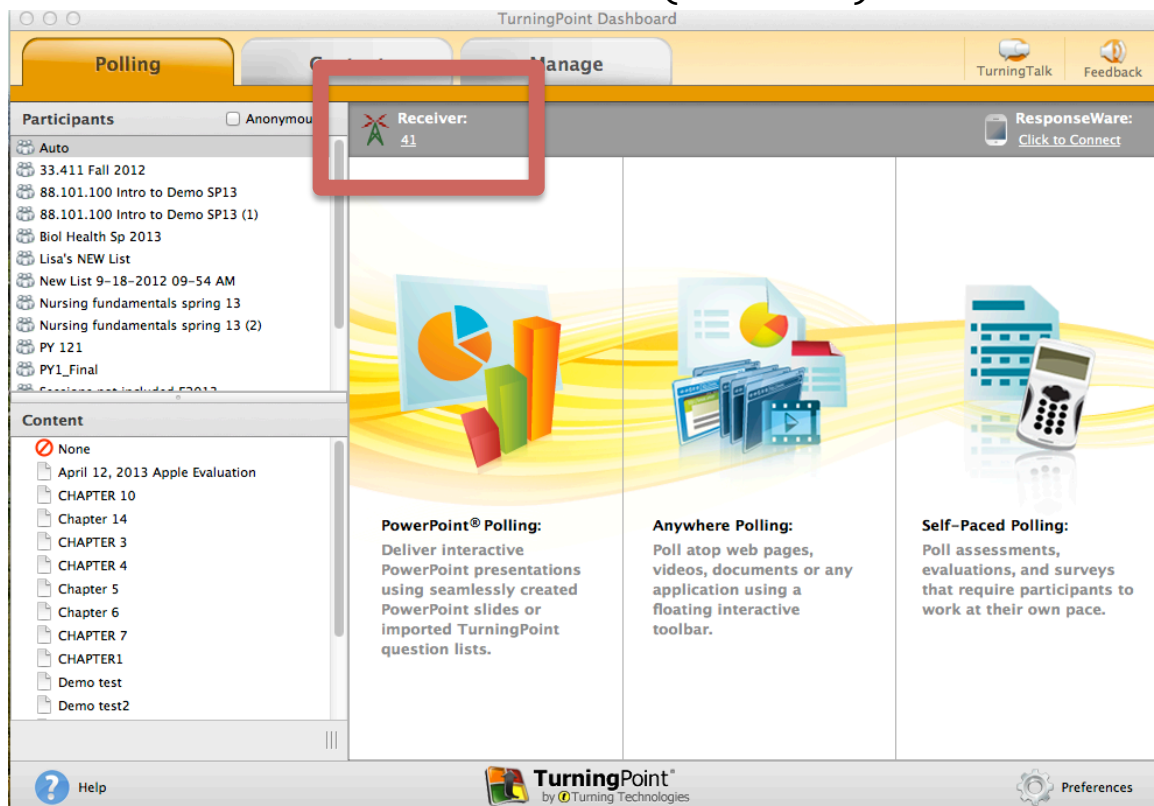 TurningPoint Dashboard
Polling
Manage
TurningTalk
Feedback
Participants
Anonymou
Receiver:
41
ResponseWare:
Click to Connect
Auto
33.411 Fall 2012
88.101.100 Intro to Demo SP13
88.101.100 Intro to Demo SP13 (1)
Biol Health Sp 2013
Lisa's NEW List
New List 9-18-2012 09-54 AM
Nursing fundamentals spring 13
Nursing fundamentals spring 13 (2)
PY 121
PY1_Final
Content
None
April 12, 2013 Apple Evaluation
CHAPTER 10
Chapter 14
CHAPTER 3
CHAPTER 4
Chapter 5
Chapter 6
CHAPTER 7
CHAPTER1
Demo test
Demo test2
PowerPoint® Polling:
Deliver interactive
PowerPoint presentations
using seamlessly created
PowerPoint slides or
imported TurningPoint
question lists.
Anywhere Polling:
Poll atop web pages,
videos, documents or any
application using a
floating interactive
toolbar.
Self-Paced Polling:
Poll assessments,
evaluations, and surveys
that require participants to
work at their own pace.
Help
TurningPoint®
by Turning Technologies
Preferences